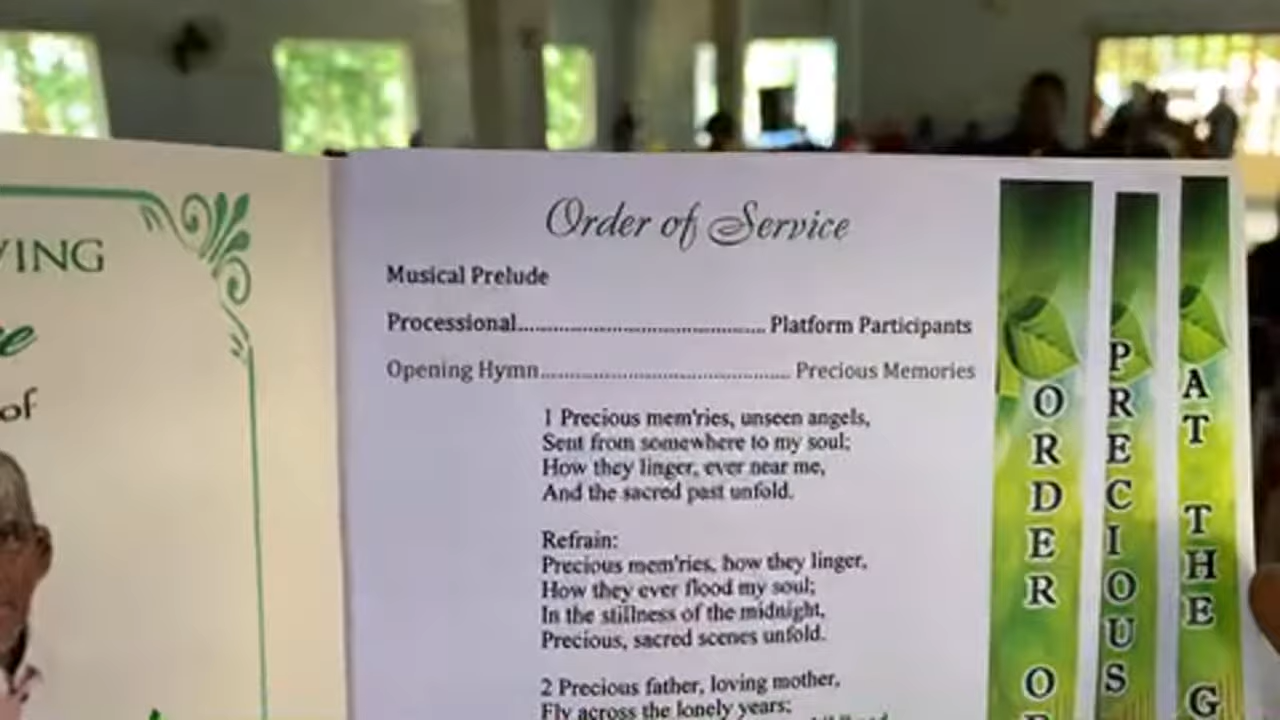 VING
of
Order of Service
Musical Prelude
Processional........................................................ Platform Participants
Opening Hymn........................................................ Precious Memories
1 Precious mem'ries, unseen angels,
Sent from somewhere to my soul;
How they linger, ever near me,
And the sacred past unfold.
Refrain:
Precious mem'ries, how they linger,
How they ever flood my soul;
In the stillness of the midnight,
Precious, sacred scenes unfold.
2 Precious father, loving mother,
Fly across the lonely years;
ORDER O
PRECIOUS
AT THE G